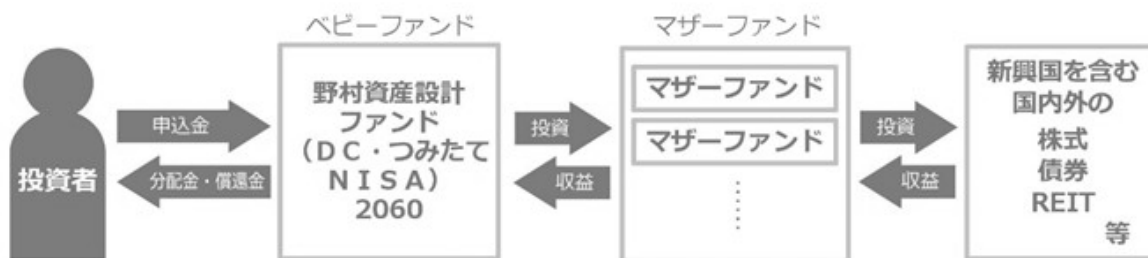 ベビーファンド
マザーファンド
投資者
申込金
分配金・償還金
野村資産設計
ファンド
（ＤＣ・つみたて
ＮＩＳＡ）
2060
投資
収益
マザーファンド
マザーファンド
投資
収益
新興国を含む
国内外の
株式
債券
REIT
等